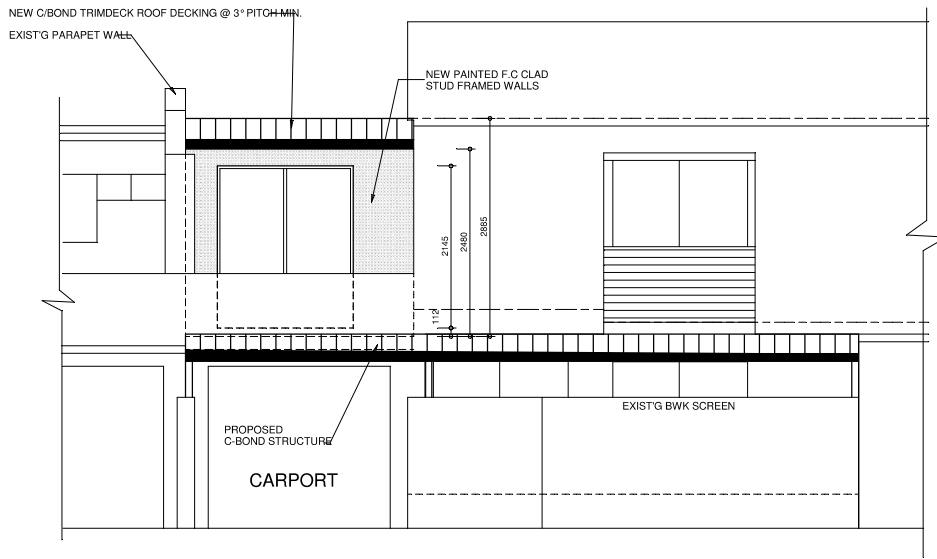 NEW C/BOND TRIMDECK ROOF DECKING @ 3° PITCH MIN.
EXIST'G PARAPET WALL
NEW PAINTED F.C CLAD
STUD FRAMED WALLS
2145
2480
2885
112
PROPOSED
C-BOND STRUCTURE
EXIST'G BWK SCREEN
CARPORT